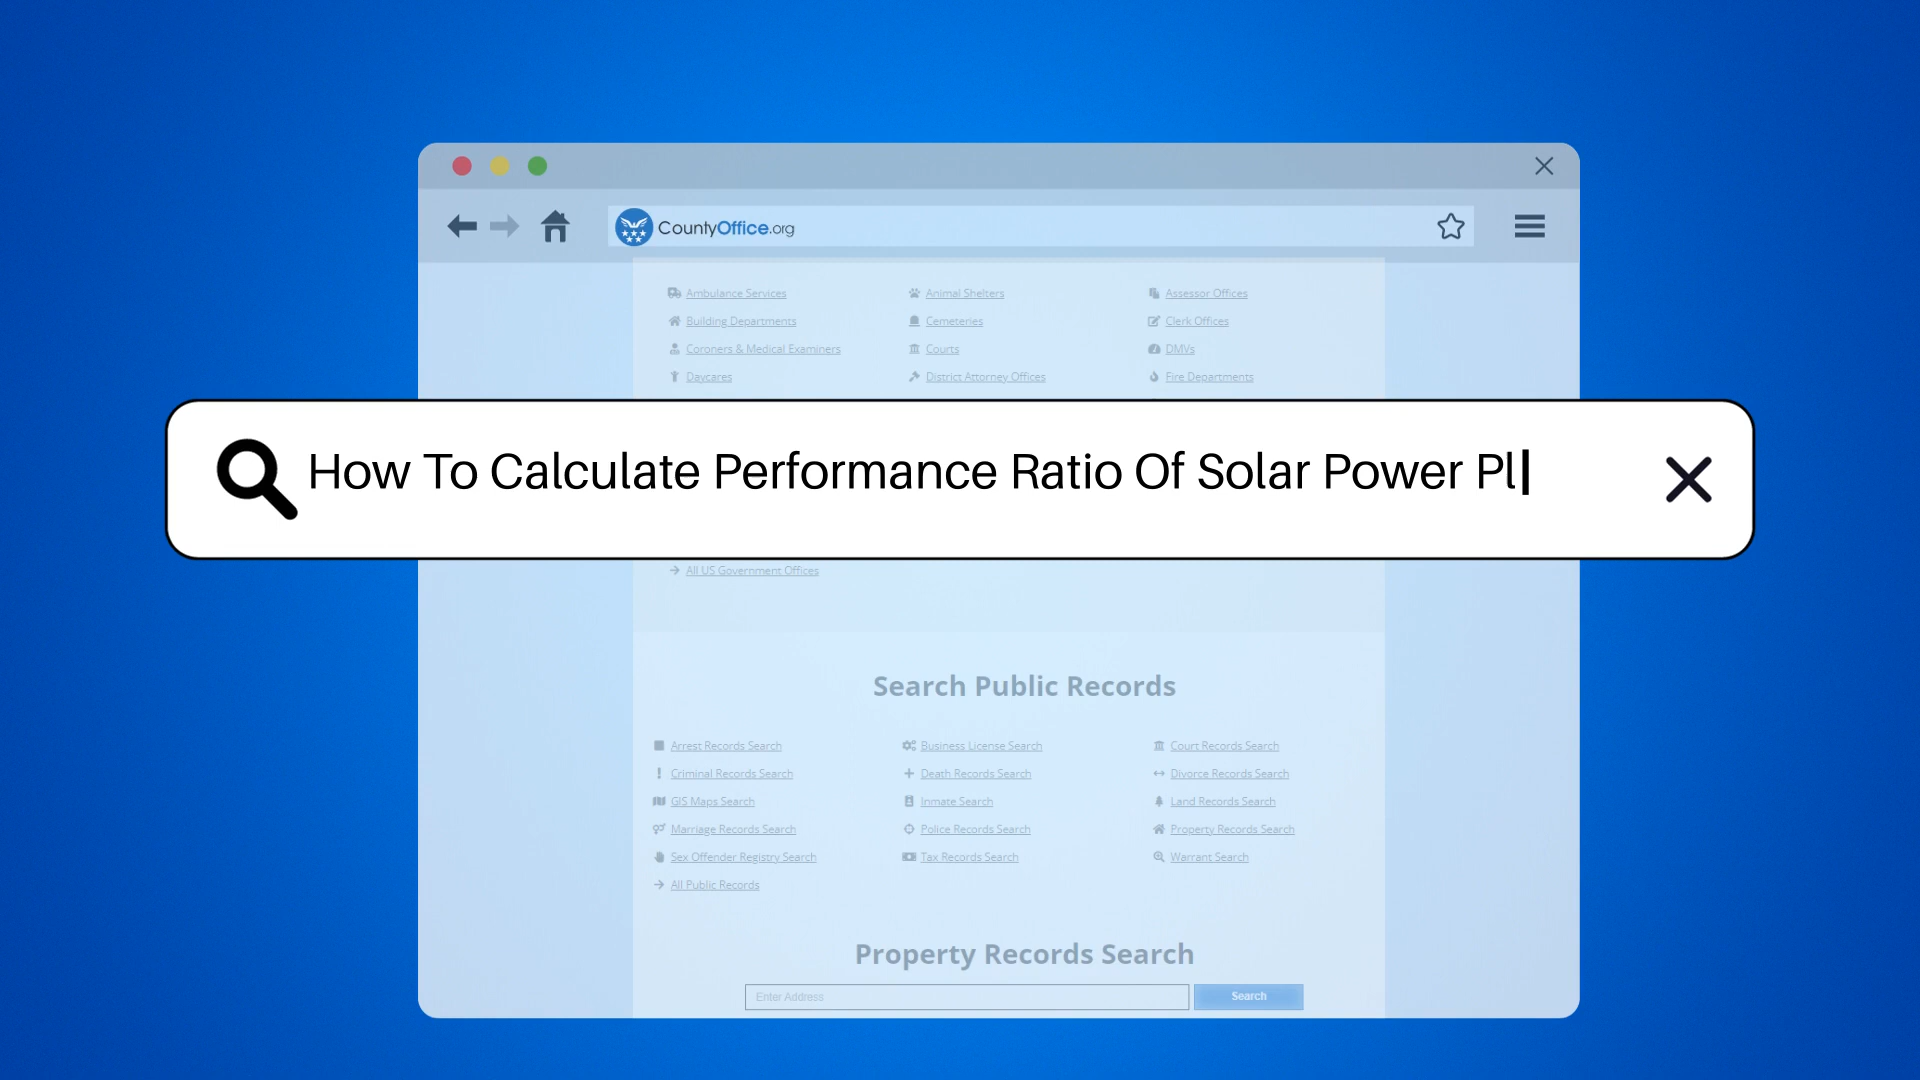 CountyOffice.org
Ambulance Services Animal Shelters Assessor Offices
Building Departments Cemeteries Clerk Offices
Coroners & Medical Examiners Courts DMVs
Daycares District Attorney Offices Fire Departments
How To Calculate Performance Ratio Of Solar Power Pl
All US Government Offices
Search Public Records
Arrest Records Search Business License Search Court Records Search
Criminal Records Search Death Records Search Divorce Records Search
GIS Maps Search Inmate Search Land Records Search
Marriage Records Search Police Records Search Property Records Search
Sex Offender Registry Search Tax Records Search Warrant Search
All Public Records
Property Records Search
Enter Address Search